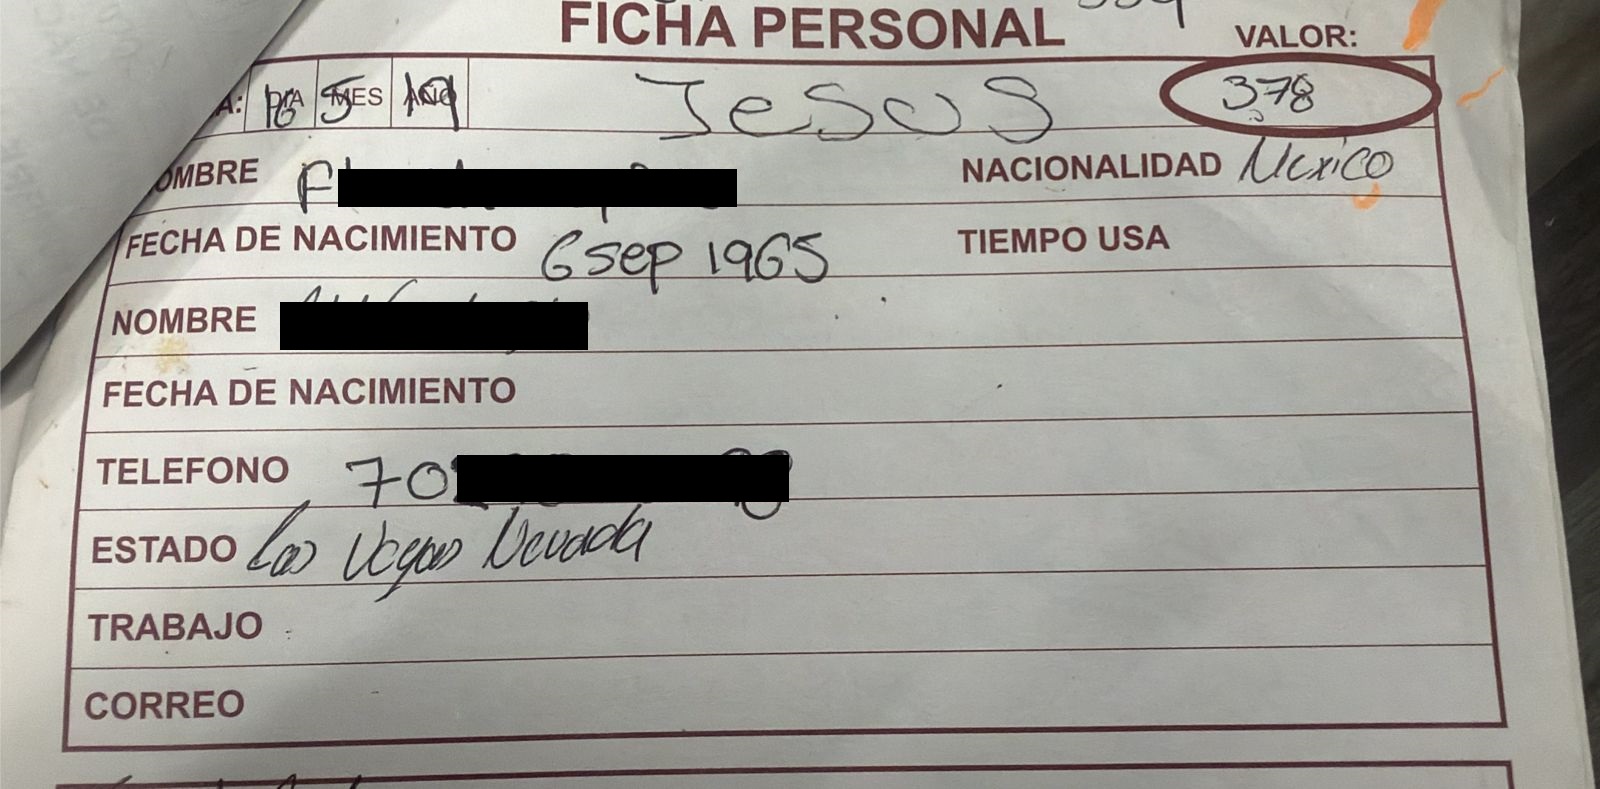 FICHA PERSONAL
VALOR:
A: 16 DIA 5 MES 19 AÑO Jesus 378
OMBRE NACIONALIDAD Mexico
FECHA DE NACIMIENTO 6 sep 1965 TIEMPO USA
NOMBRE
FECHA DE NACIMIENTO
TELEFONO 70
ESTADO Las Vegas Nevada
TRABAJO
CORREO